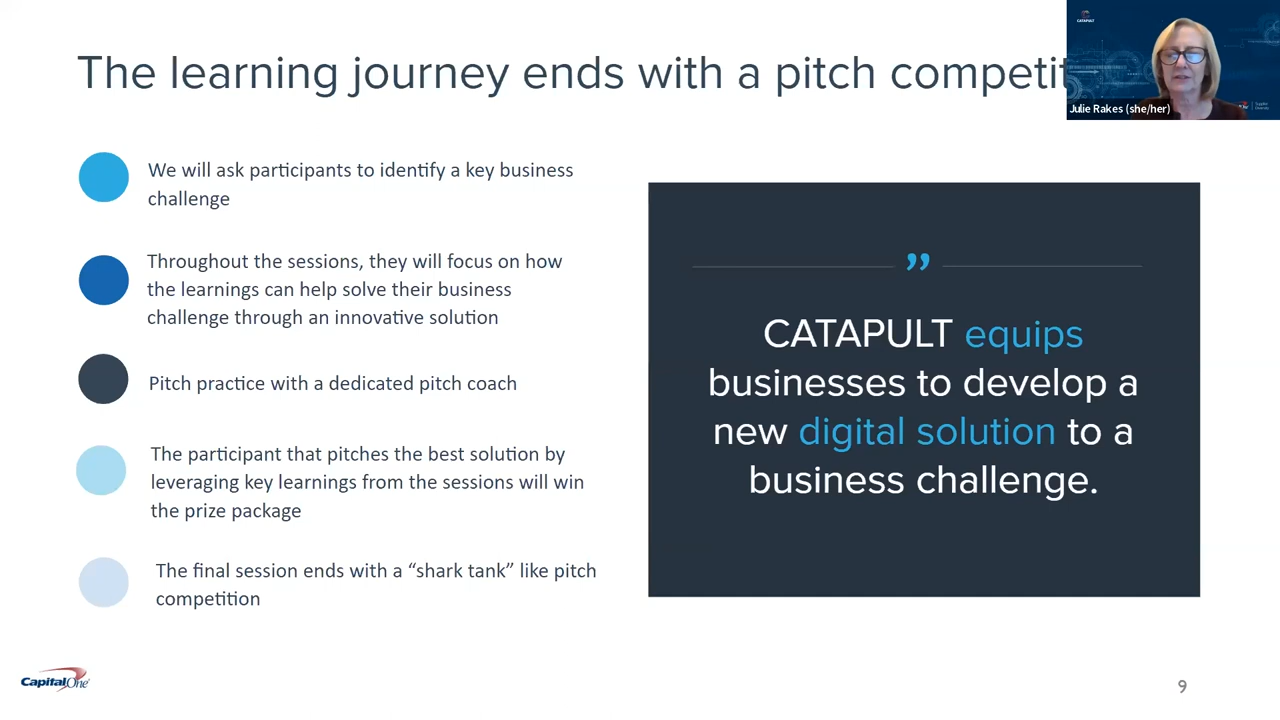 The learning journey ends with a pitch competit
CATAPULT
Julie Rakes (she/her)
We will ask participants to identify a key business
challenge
Throughout the sessions, they will focus on how
the learnings can help solve their business
challenge through an innovative solution
Pitch practice with a dedicated pitch coach
The participant that pitches the best solution by
leveraging key learnings from the sessions will win
the prize package
The final session ends with a “shark tank” like pitch
competition
”
CATAPULT equips
businesses to develop a
new digital solution to a
business challenge.
Capital One
9